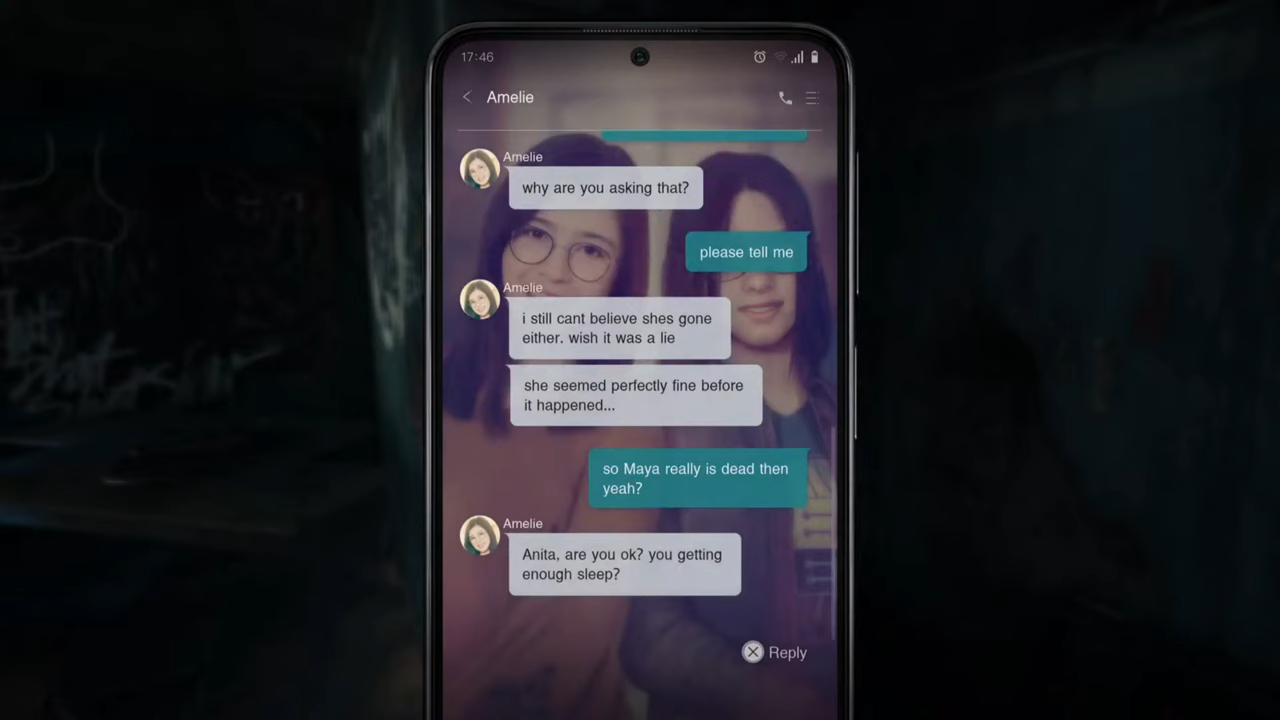 17:46
Amelie
Amelie
why are you asking that?
please tell me
Amelie
i still cant believe shes gone
either. wish it was a lie
she seemed perfectly fine before
it happened...
so Maya really is dead then
yeah?
Amelie
Anita, are you ok? you getting
enough sleep?
Reply